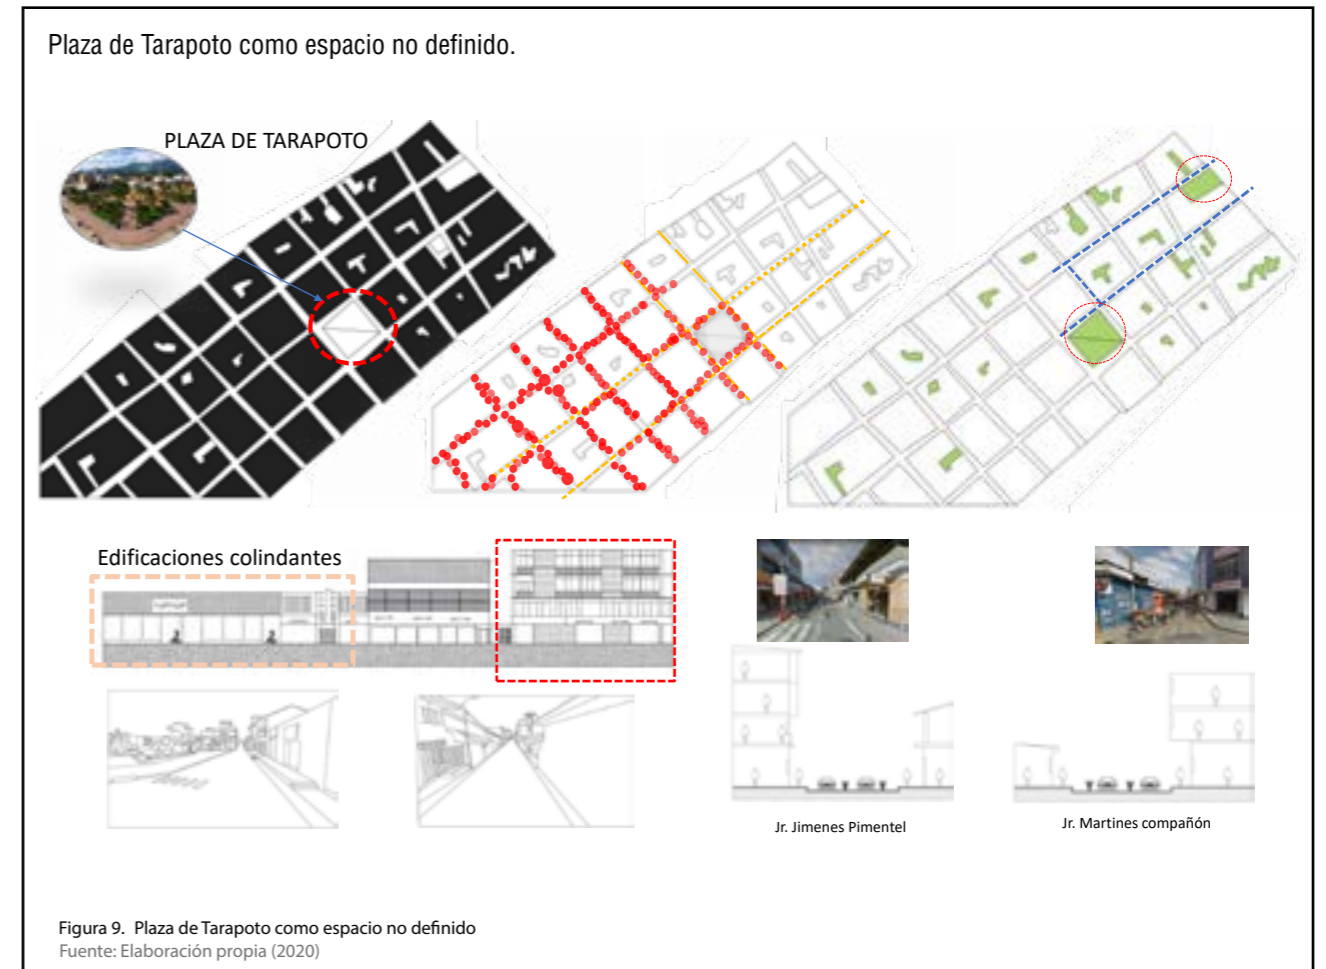 Plaza de Tarapoto como espacio no definido.
PLAZA DE TARAPOTO
Edificaciones colindantes
Jr. Jimenes Pimentel
Jr. Martines compañón
Figura 9. Plaza de Tarapoto como espacio no definido
Fuente: Elaboración propia (2020)